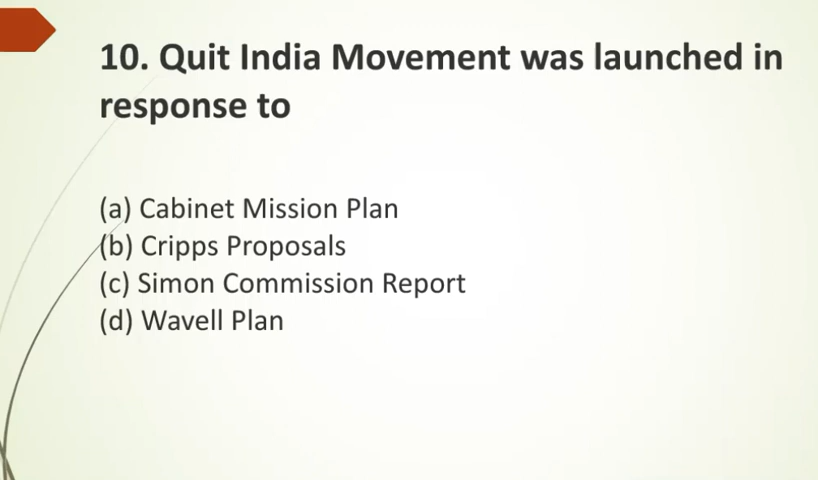 10. Quit India Movement was launched in
response to
(a) Cabinet Mission Plan
(b) Cripps Proposals
(c) Simon Commission Report
(d) Wavell Plan